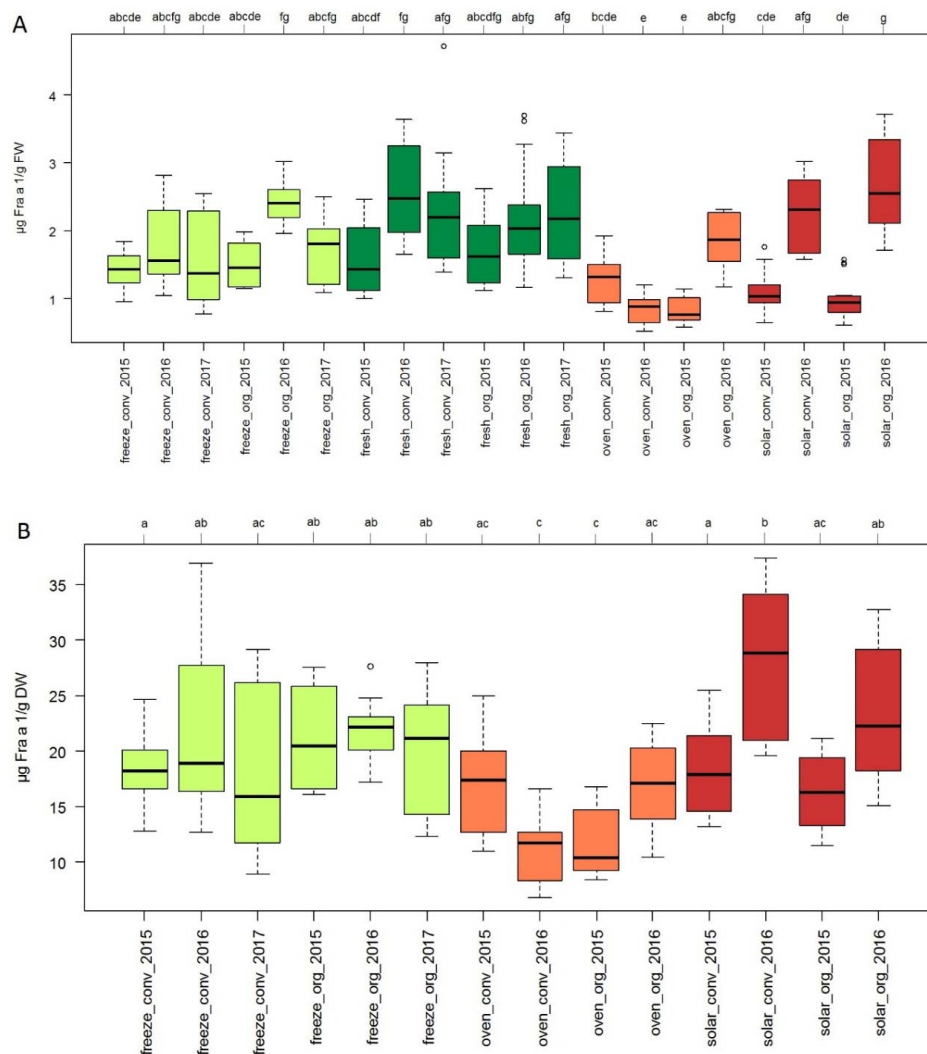 A
abcde abcfg abcde abcde fg abcfg abcdf fg afg abcdfg abfg afg bcde e e abcfg cde afg de g
µg Fra a 1/g FW
4
3
2
1
freeze_conv_2015
freeze_conv_2016
freeze_conv_2017
freeze_org_2015
freeze_org_2016
freeze_org_2017
fresh_conv_2015
fresh_conv_2016
fresh_conv_2017
fresh_org_2015
fresh_org_2016
fresh_org_2017
oven_conv_2015
oven_conv_2016
oven_org_2015
oven_org_2016
solar_conv_2015
solar_conv_2016
solar_org_2015
solar_org_2016
B
a ab ac ab ab ab ac c c ac a b ac ab
µg Fra a 1/g DW
35
30
25
20
15
10
freeze_conv_2015
freeze_conv_2016
freeze_conv_2017
freeze_org_2015
freeze_org_2016
freeze_org_2017
oven_conv_2015
oven_conv_2016
oven_org_2015
oven_org_2016
solar_conv_2015
solar_conv_2016
solar_org_2015
solar_org_2016